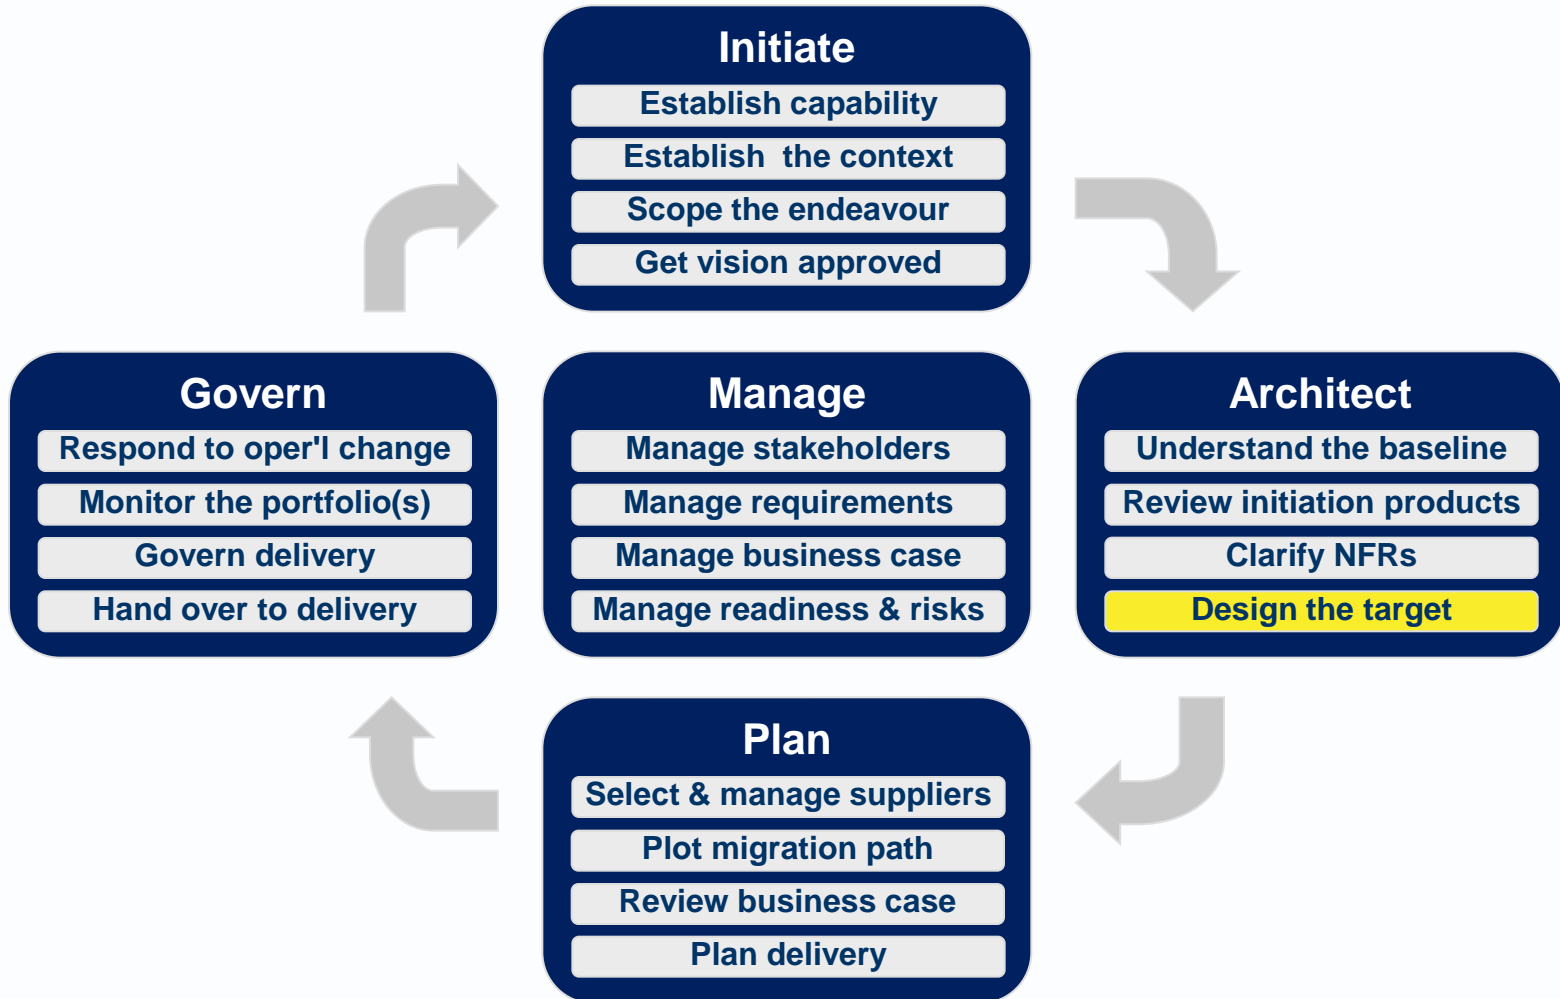 Initiate
Establish capability
Establish  the context
Scope the endeavour
Get vision approved
Govern
Respond to oper'l change
Monitor the portfolio(s)
Govern delivery
Hand over to delivery
Manage
Manage stakeholders
Manage requirements
Manage business case
Manage readiness & risks
Architect
Understand the baseline
Review initiation products
Clarify NFRs
Design the target
Plan
Select & manage suppliers
Plot migration path
Review business case
Plan delivery